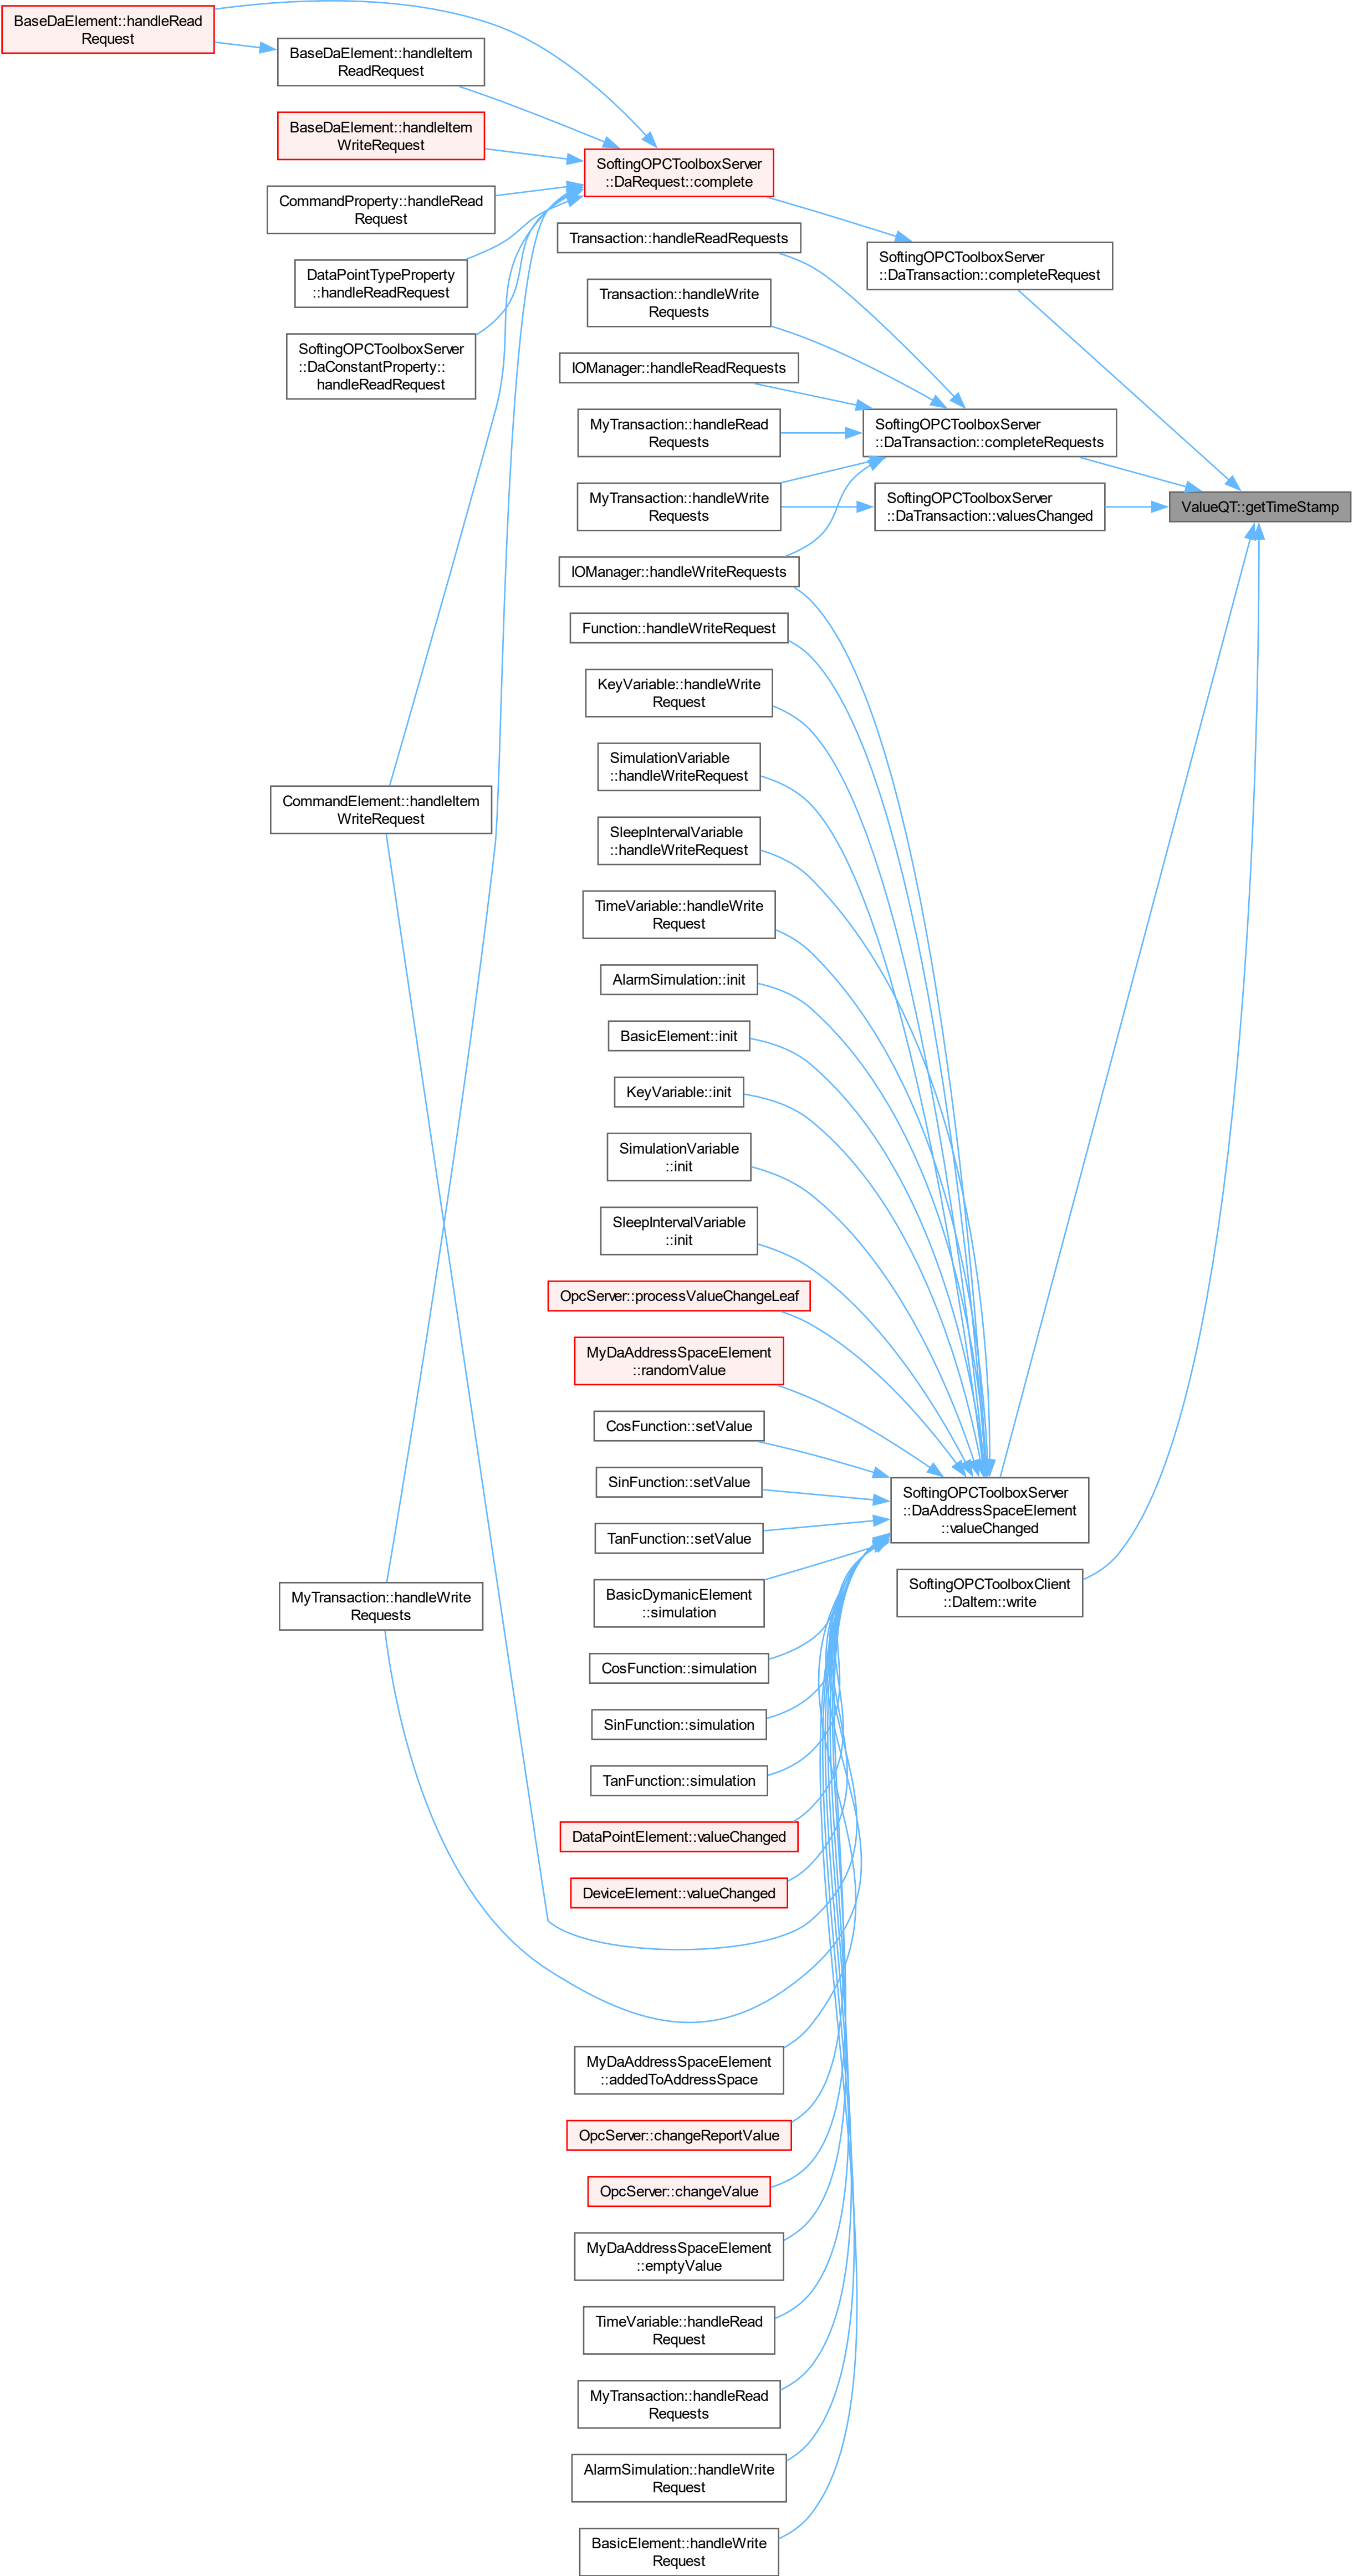 BaseDaElement::handleRead
Request
BaseDaElement::handleItem
ReadRequest
BaseDaElement::handleItem
WriteRequest
SoftingOPCToolboxServer
::DaRequest::complete
CommandProperty::handleRead
Request
Transaction::handleReadRequests
SoftingOPCToolboxServer
::DaTransaction::completeRequest
DataPointTypeProperty
::handleReadRequest
Transaction::handleWrite
Requests
SoftingOPCToolboxServer
::DaConstantProperty::
handleReadRequest
IOManager::handleReadRequests
MyTransaction::handleRead
Requests
SoftingOPCToolboxServer
::DaTransaction::completeRequests
MyTransaction::handleWrite
Requests
SoftingOPCToolboxServer
::DaTransaction::valuesChanged
ValueQT::getTimeStamp
IOManager::handleWriteRequests
Function::handleWriteRequest
KeyVariable::handleWrite
Request
SimulationVariable
::handleWriteRequest
CommandElement::handleItem
WriteRequest
SleepIntervalVariable
::handleWriteRequest
TimeVariable::handleWrite
Request
AlarmSimulation::init
BasicElement::init
KeyVariable::init
SimulationVariable
::init
SleepIntervalVariable
::init
OpcServer::processValueChangeLeaf
MyDaAddressSpaceElement
::randomValue
CosFunction::setValue
SinFunction::setValue
SoftingOPCToolboxServer
::DaAddressSpaceElement
::valueChanged
TanFunction::setValue
BasicDymanicElement
::simulation
SoftingOPCToolboxClient
::DaItem::write
MyTransaction::handleWrite
Requests
CosFunction::simulation
SinFunction::simulation
TanFunction::simulation
DataPointElement::valueChanged
DeviceElement::valueChanged
MyDaAddressSpaceElement
::addedToAddressSpace
OpcServer::changeReportValue
OpcServer::changeValue
MyDaAddressSpaceElement
::emptyValue
TimeVariable::handleRead
Request
MyTransaction::handleRead
Requests
AlarmSimulation::handleWrite
Request
BasicElement::handleWrite
Request